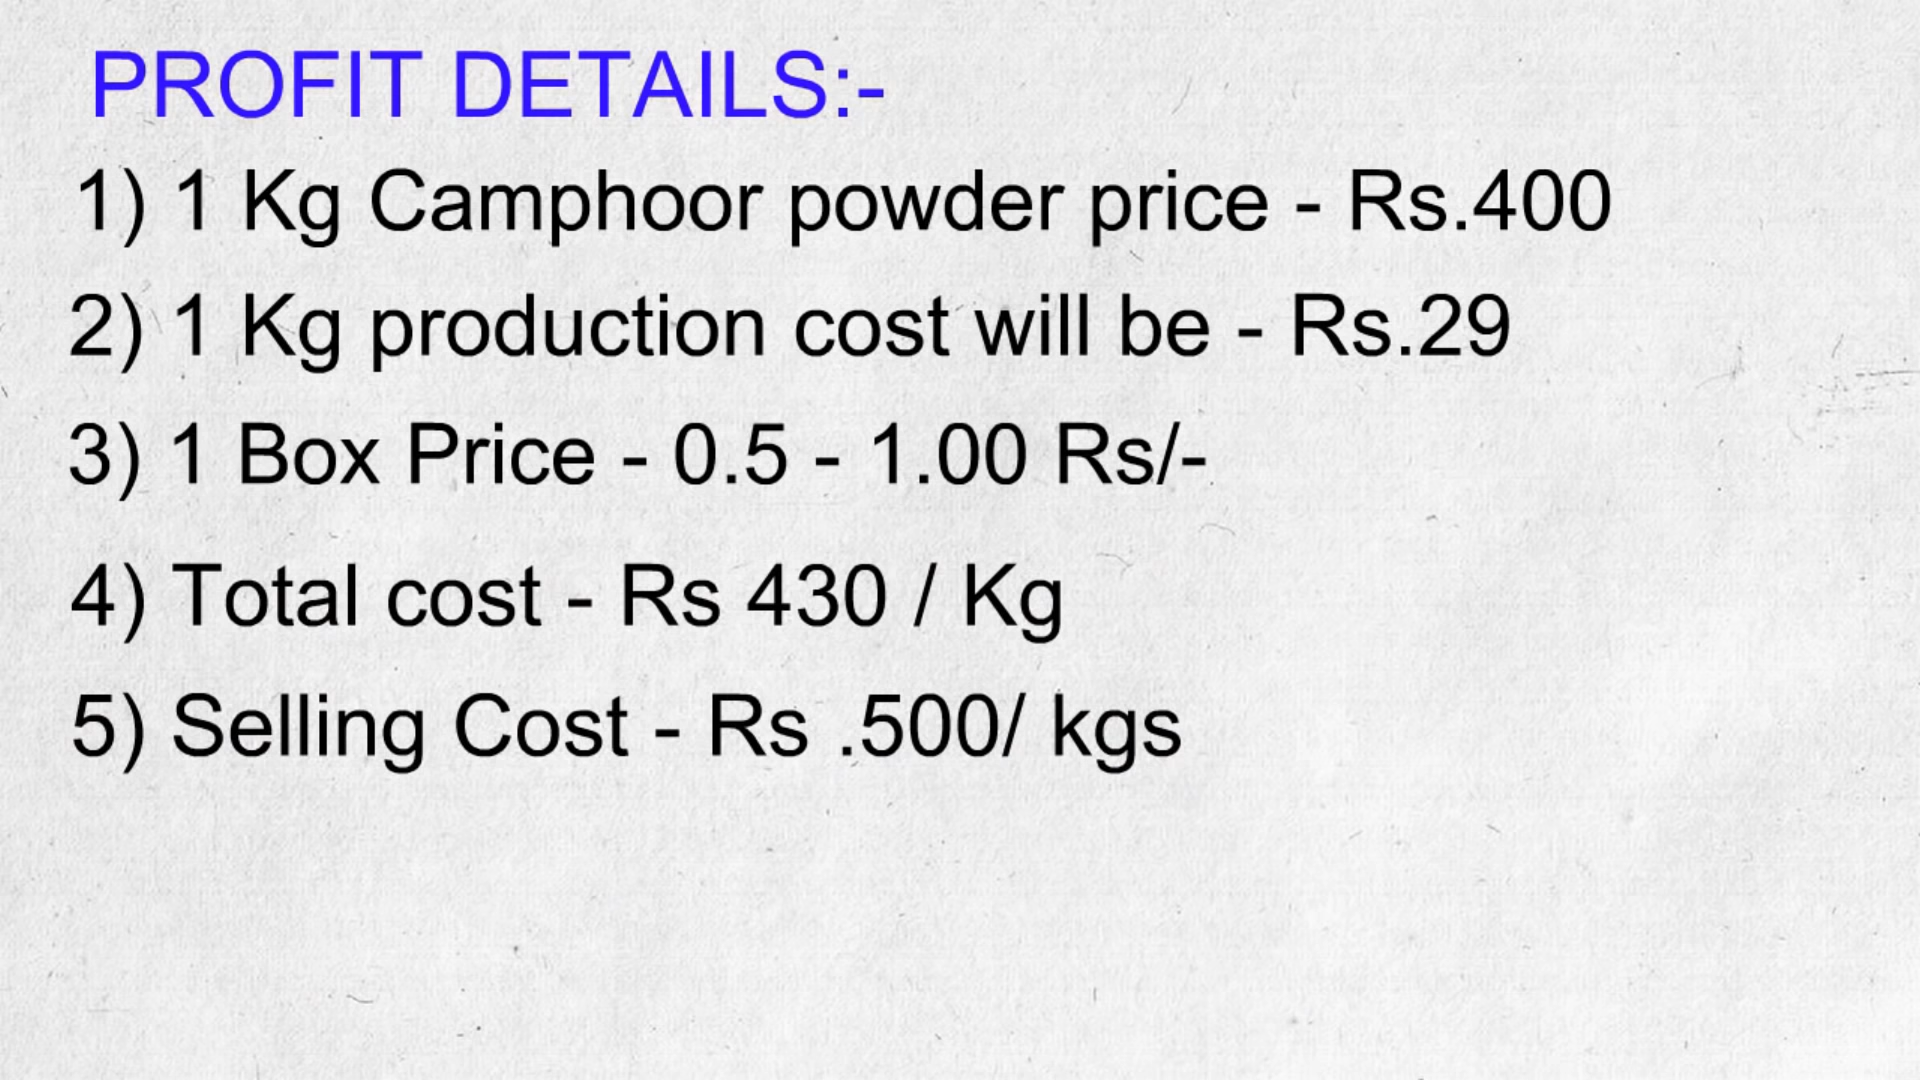 PROFIT DETAILS:-
1) 1 Kg Camphoor powder price - Rs.400
2) 1 Kg production cost will be - Rs.29
3) 1 Box Price - 0.5 - 1.00 Rs/-
4) Total cost - Rs 430 / Kg
5) Selling Cost - Rs .500/ kgs